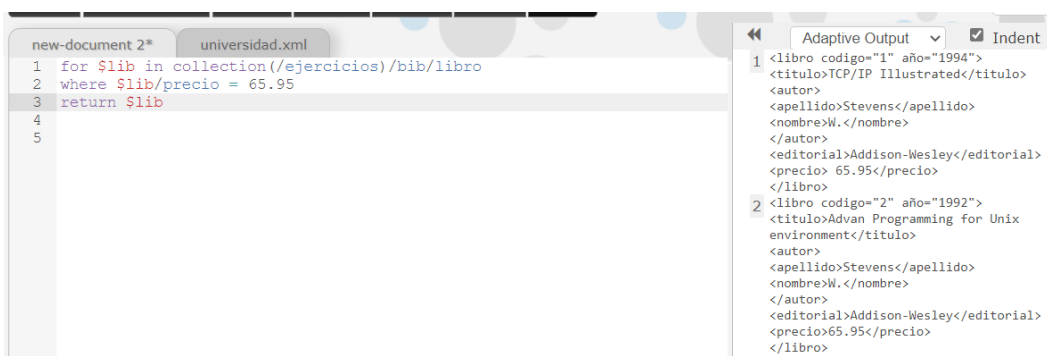 new-document 2*
universidad.xml
1 for $lib in collection(/ejercicios)/bib/libro
2 where $lib/precio = 65.95
3 return $lib
4
5
Adaptive Output
Indent
1 <libro codigo="1" año="1994">
<titulo>TCP/IP Illustrated</titulo>
<autor>
<apellido>Stevens</apellido>
<nombre>W.</nombre>
</autor>
<editorial>Addison-Wesley</editorial>
<precio> 65.95</precio>
</libro>
2 <libro codigo="2" año="1992">
<titulo>Advan Programming for Unix
environment</titulo>
<autor>
<apellido>Stevens</apellido>
<nombre>W.</nombre>
</autor>
<editorial>Addison-Wesley</editorial>
<precio>65.95</precio>
</libro>